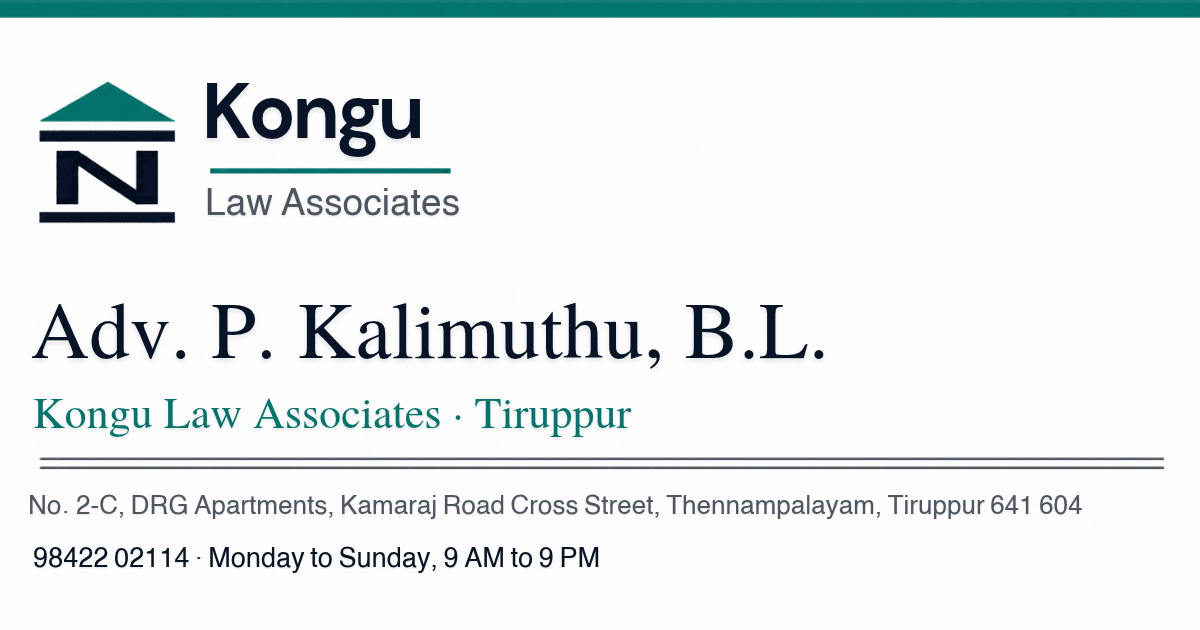 Kongu
Law Associates
Adv. P. Kalimuthu, B.L.
Kongu Law Associates · Tiruppur
No. 2-C, DRG Apartments, Kamaraj Road Cross Street, Thennampalayam, Tiruppur 641 604
98422 02114 · Monday to Sunday, 9 AM to 9 PM